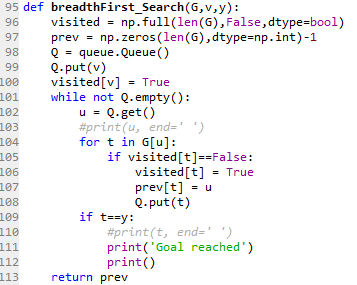 95 def breadthFirst_Search(G,v,y):
96     visited = np.full(len(G),False,dtype=bool)
97     prev = np.zeros(len(G),dtype=np.int)-1
98     Q = queue.Queue()
99     Q.put(v)
100     visited[v] = True
101     while not Q.empty():
102         u = Q.get()
103         #print(u, end=' ')
104         for t in G[u]:
105             if visited[t]==False:
106                 visited[t] = True
107                 prev[t] = u
108                 Q.put(t)
109         if t==y:
110             #print(t, end=' ')
111             print('Goal reached')
112             print()
113     return prev